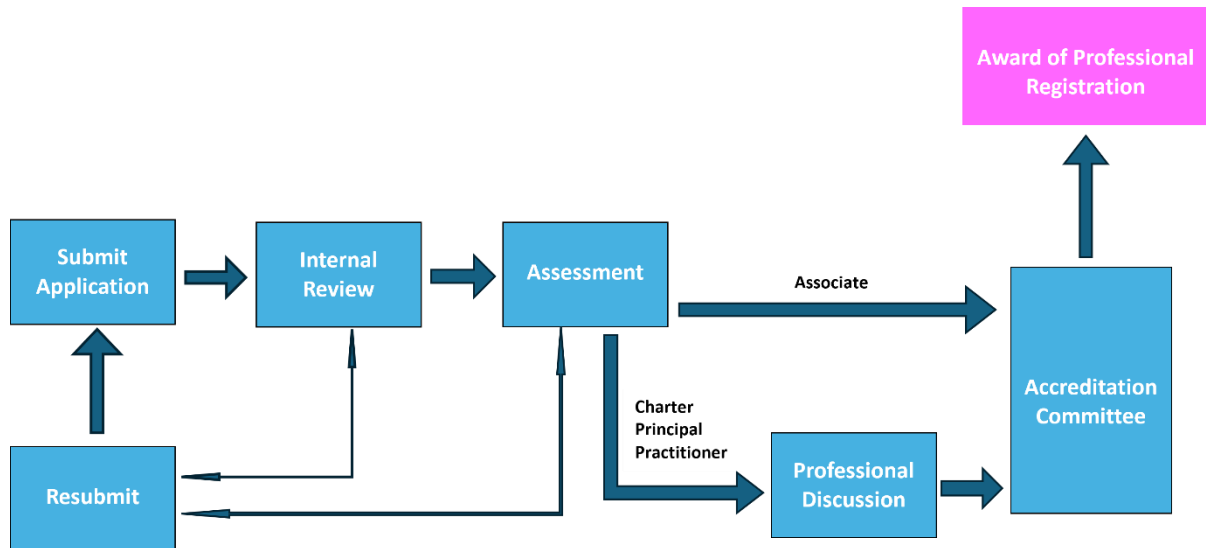 Award of Professional
Registration
Submit
Application
Internal
Review
Assessment
Associate
Accreditation
Committee
Charter
Principal
Practitioner
Resubmit
Professional
Discussion